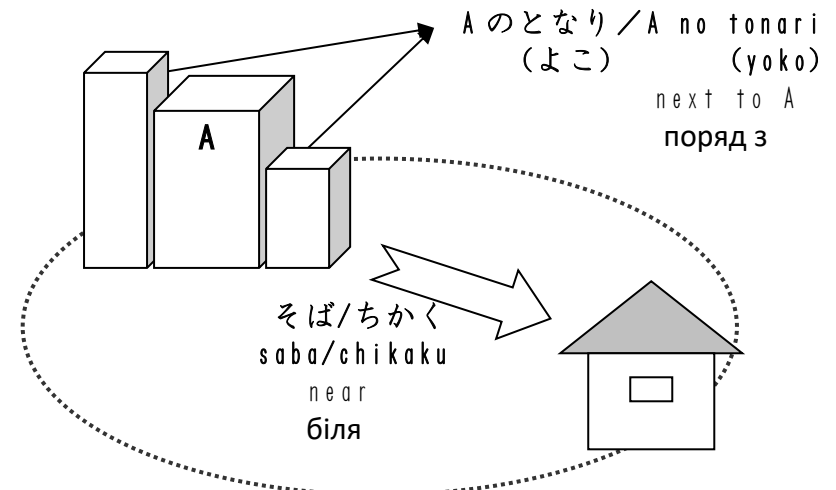 Aのとなり/A no tonari
(よこ) (yoko)
next to A
поряд з
A
そば/ちかく
saba/chikaku
near
біля